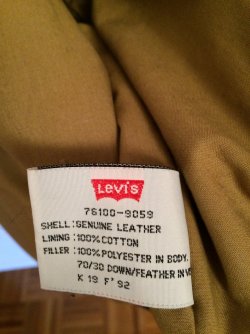 Levi's
76100-9059
SHELL: GENUINE LEATHER
LINING: 100%COTTON
FILLER: 100%POLYESTER IN BODY.
70/30 DOWN/FEATHER IN
K 19 F' 92